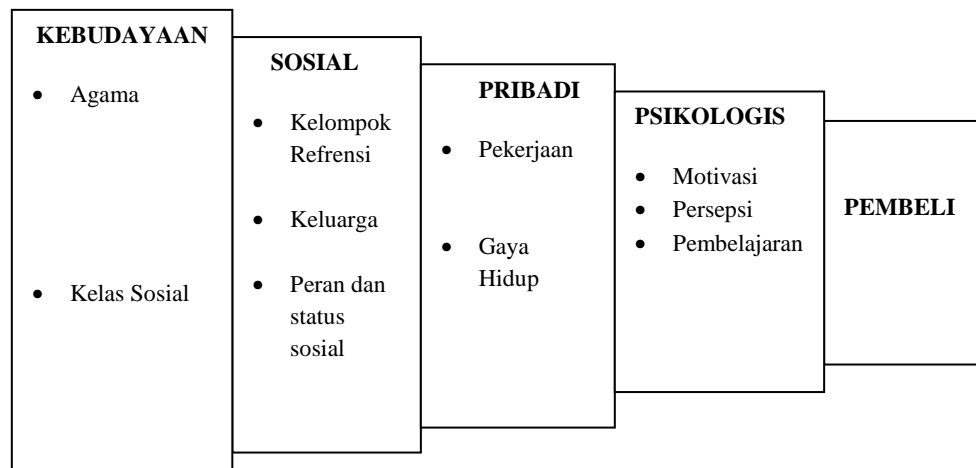 KEBUDAYAAN
• Agama
• Kelas Sosial
SOSIAL
• Kelompok
Refrensi
• Keluarga
• Peran dan
status
sosial
PRIBADI
• Pekerjaan
• Gaya
Hidup
PSIKOLOGIS
• Motivasi
• Persepsi
• Pembelajaran
PEMBELI